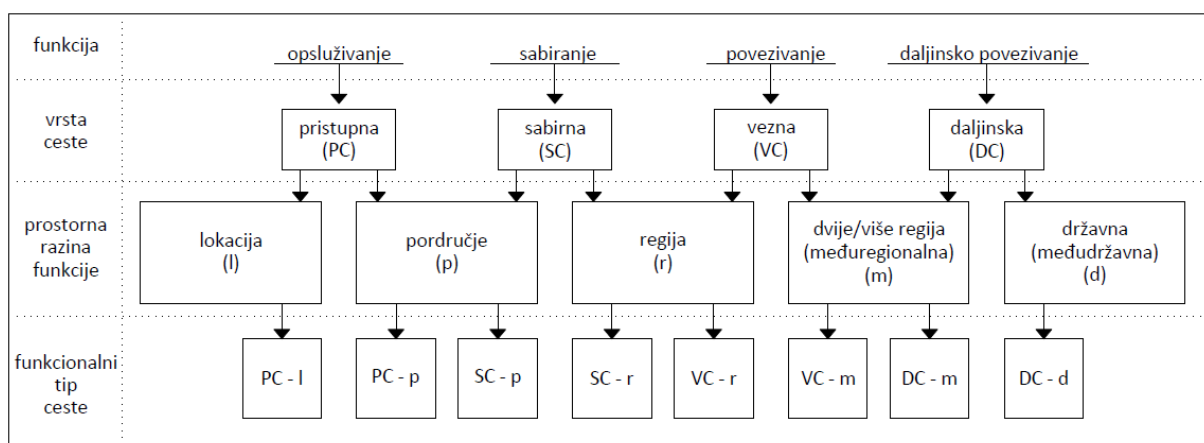 funkcija
opsluživanje
sabiranje
povezivanje
daljinsko povezivanje
vrsta
ceste
pristupna
(PC)
sabirna
(SC)
vezna
(VC)
daljinska
(DC)
prostorna
razina
funkcije
lokacija
(l)
pordručje
(p)
regija
(r)
dvije/više regija
(međuregionalna)
(m)
državna
(međudržavna)
(d)
funkcionalni
tip
ceste
PC - l
PC - p
SC - p
SC - r
VC - r
VC - m
DC - m
DC - d